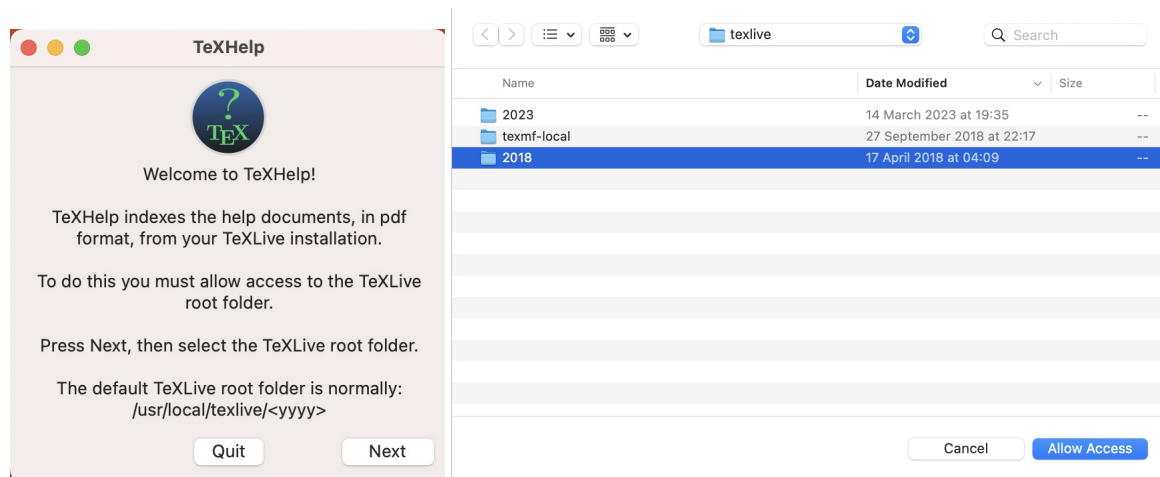 TeXHelp
?
TEX
Welcome to TeXHelp!
TeXHelp indexes the help documents, in pdf
format, from your TeXLive installation.
To do this you must allow access to the TeXLive
root folder.
Press Next, then select the TeXLive root folder.
The default TeXLive root folder is normally:
/usr/local/texlive/<yyyy>
Quit Next
texlive Search
Name Date Modified Size
2023 14 March 2023 at 19:35 --
texmf-local 27 September 2018 at 22:17 --
2018 17 April 2018 at 04:09 --
Cancel Allow Access